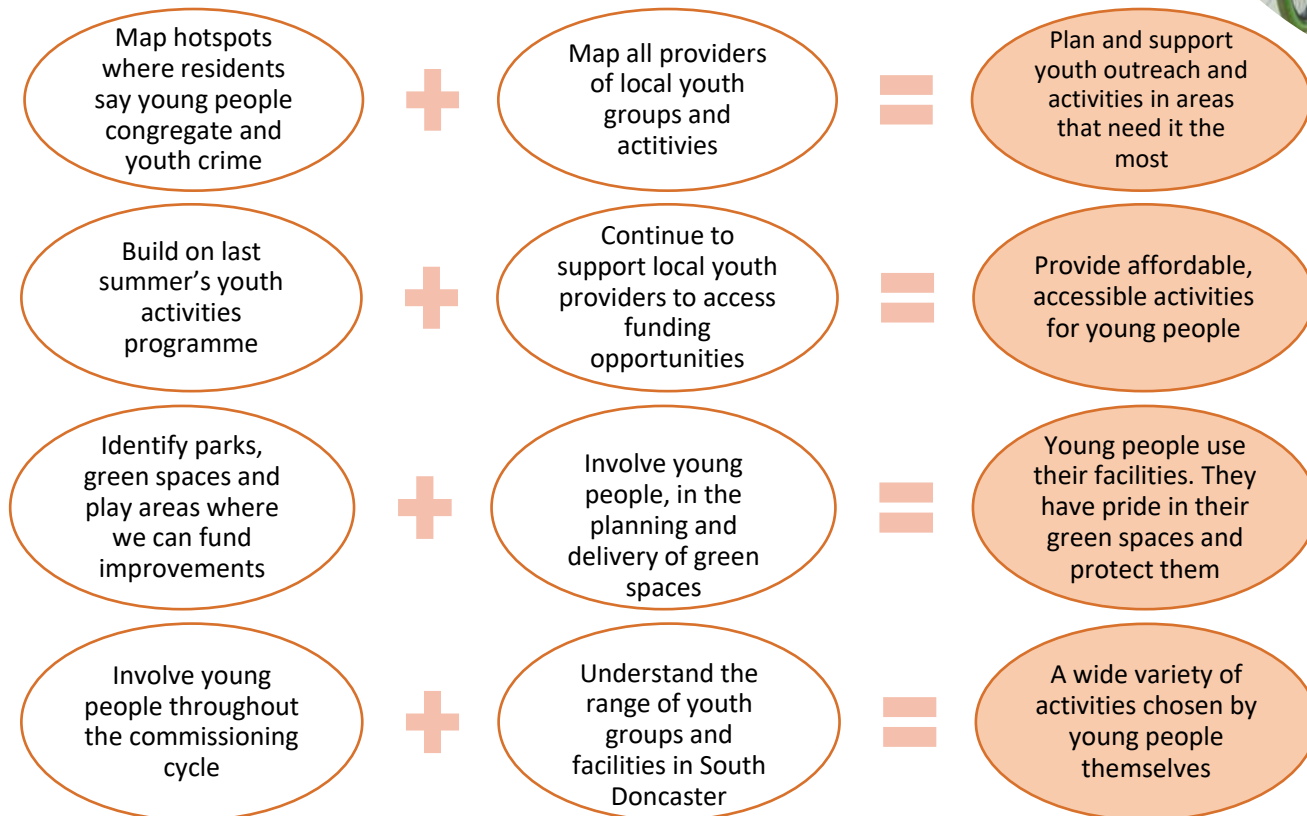 Map hotspots
where residents
say young people
congregate and
youth crime
Map all providers
of local youth
groups and
actitivies
Plan and support
youth outreach and
activities in areas
that need it the
most
Build on last
summer’s youth
activities
programme
Continue to
support local youth
providers to access
funding
opportunities
Provide affordable,
accessible activities
for young people
Identify parks,
green spaces and
play areas where
we can fund
improvements
Involve young
people, in the
planning and
delivery of green
spaces
Young people use
their facilities. They
have pride in their
green spaces and
protect them
Involve young
people throughout
the commissioning
cycle
Understand the
range of youth
groups and
facilities in South
Doncaster
A wide variety of
activities chosen by
young people
themselves